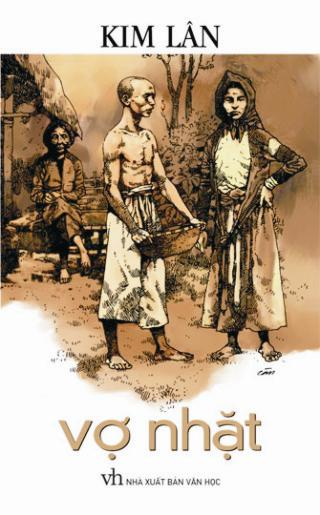 KIM LÂN
vợ nhặt
vh NHÀ XUẤT BẢN VĂN HỌC